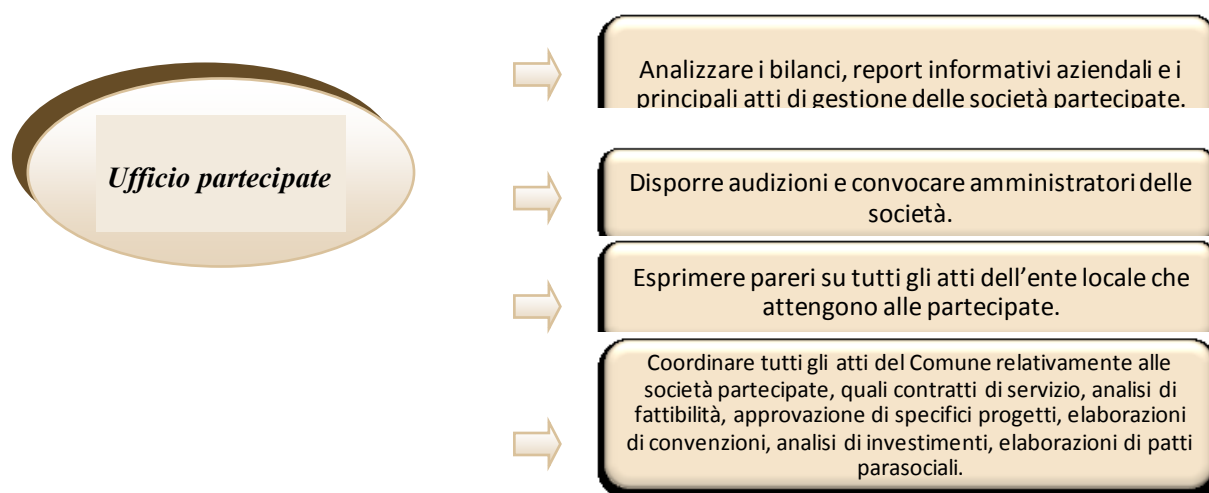 Ufficio partecipate
Analizzare i bilanci, report informativi aziendali e i
principali atti di gestione delle società partecipate.
Disporre audizioni e convocare amministratori delle
società.
Esprimere pareri su tutti gli atti dell’ente locale che
attengono alle partecipate.
Coordinare tutti gli atti del Comune relativamente alle
società partecipate, quali contratti di servizio, analisi di
fattibilità, approvazione di specifici progetti, elaborazioni
di convenzioni, analisi di investimenti, elaborazioni di patti
parasociali.